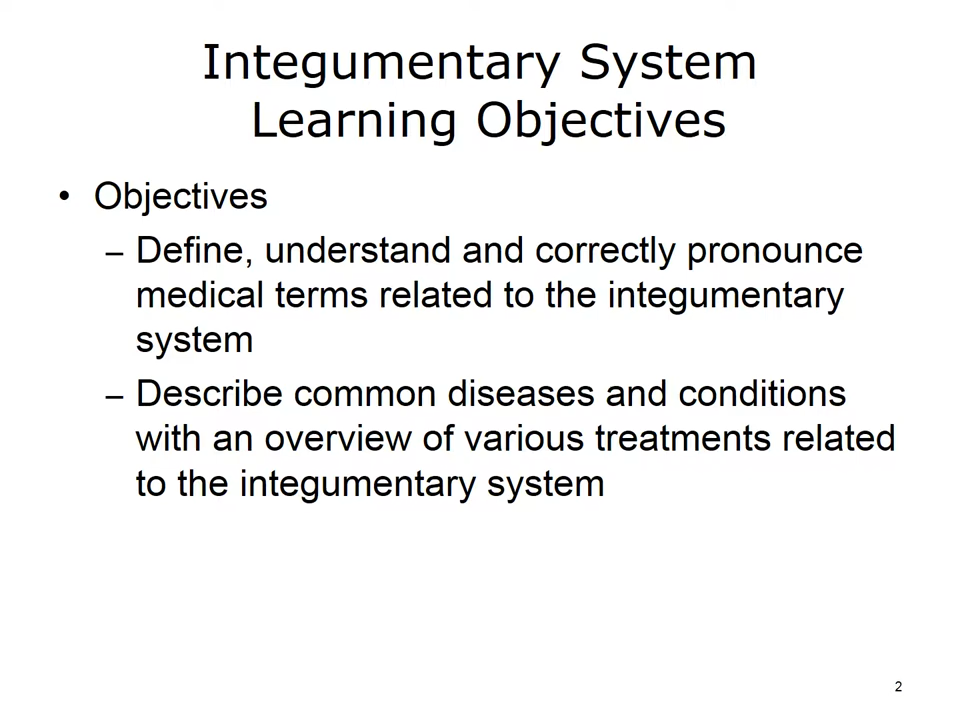 Integumentary System
Learning Objectives
• Objectives
– Define, understand and correctly pronounce
medical terms related to the integumentary
system
– Describe common diseases and conditions
with an overview of various treatments related
to the integumentary system
2